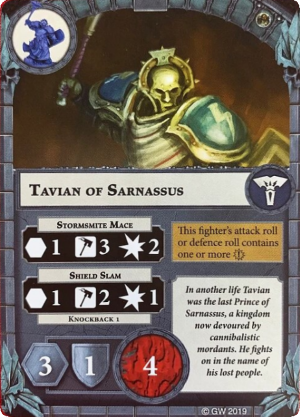 TAVIAN OF SARNASSUS
STORMSMITE MACE
1 3 2
This fighter's attack roll
or defence roll contains
one or more
SHIELD SLAM
1 2 1
KNOCKBACK 1
In another life Tavian
was the last Prince of
Sarnassus, a kingdom
now devoured by
cannibalistic
mordants. He fights
on in the name of
his lost people.
3 1 4
© GW 2019